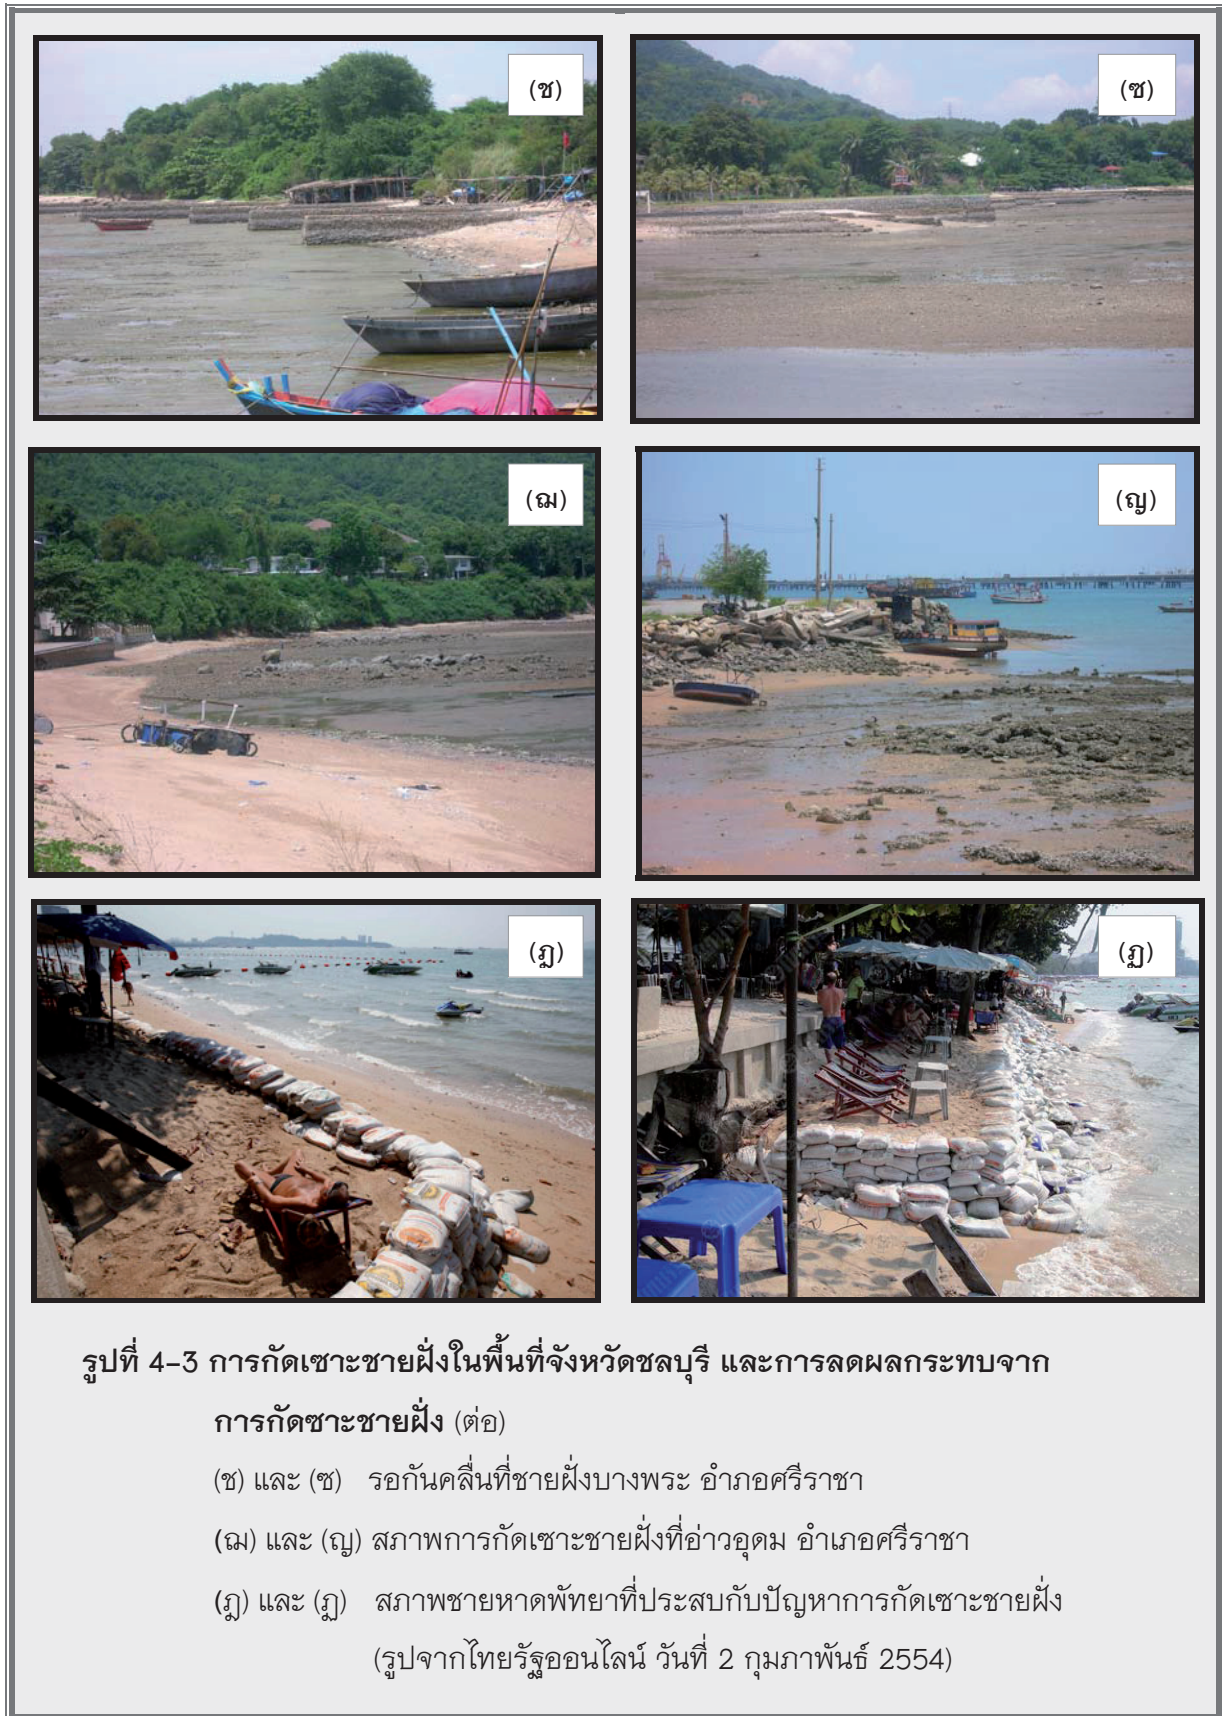 (ช)
(ซ)
(ฌ)
(ญ)
(ฎ)
(ฏ)
รูปที่ 4-3 การกัดเซาะชายฝั่งในพื้นที่จังหวัดชลบุรี และการลดผลกระทบจาก
การกัดซาะชายฝั่ง (ต่อ)
(ช) และ (ซ) รอกันคลื่นที่ชายฝั่งบางพระ อำภอศรีราชา
(ฌ) และ (ญ) สภาพการกัดเซาะชายฝั่งที่อ่าวอุดม อำเภอศรีราชา
(ฎ) และ (ฏ) สภาพชายหาดพัทยาที่ประสบกับปัญหาการกัดเซาะชายฝั่ง
(รูปจากไทยรัฐออนไลน์ วันที่ 2 กุมภาพันธ์ 2554)